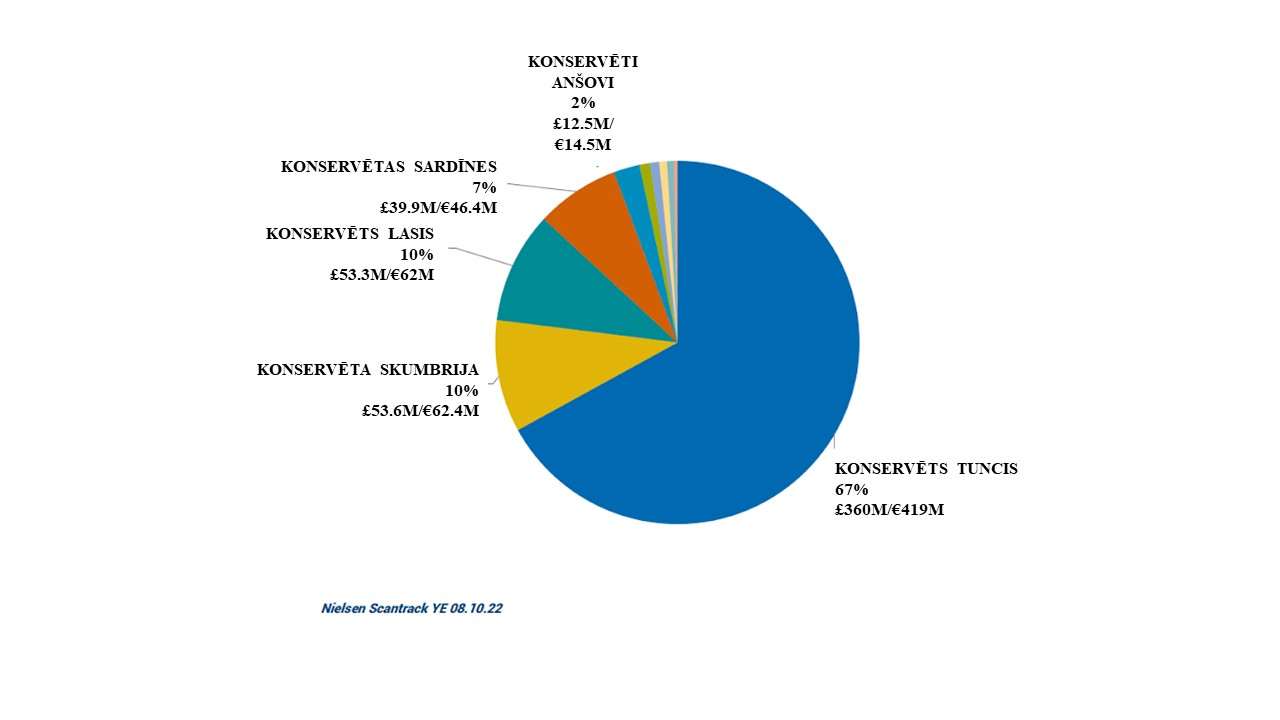 KONSERVĒTI
ANŠOVI
2%
£12.5M/
€14.5M
KONSERVĒTAS SARDĪNES
7%
£39.9M/€46.4M
KONSERVĒTS LASIS
10%
£53.3M/€62M
KONSERVĒTA SKUMBRIJA
10%
£53.6M/€62.4M
KONSERVĒTS TUNCIS
67%
£360M/€419M
Nielsen Scantrack YE 08.10.22